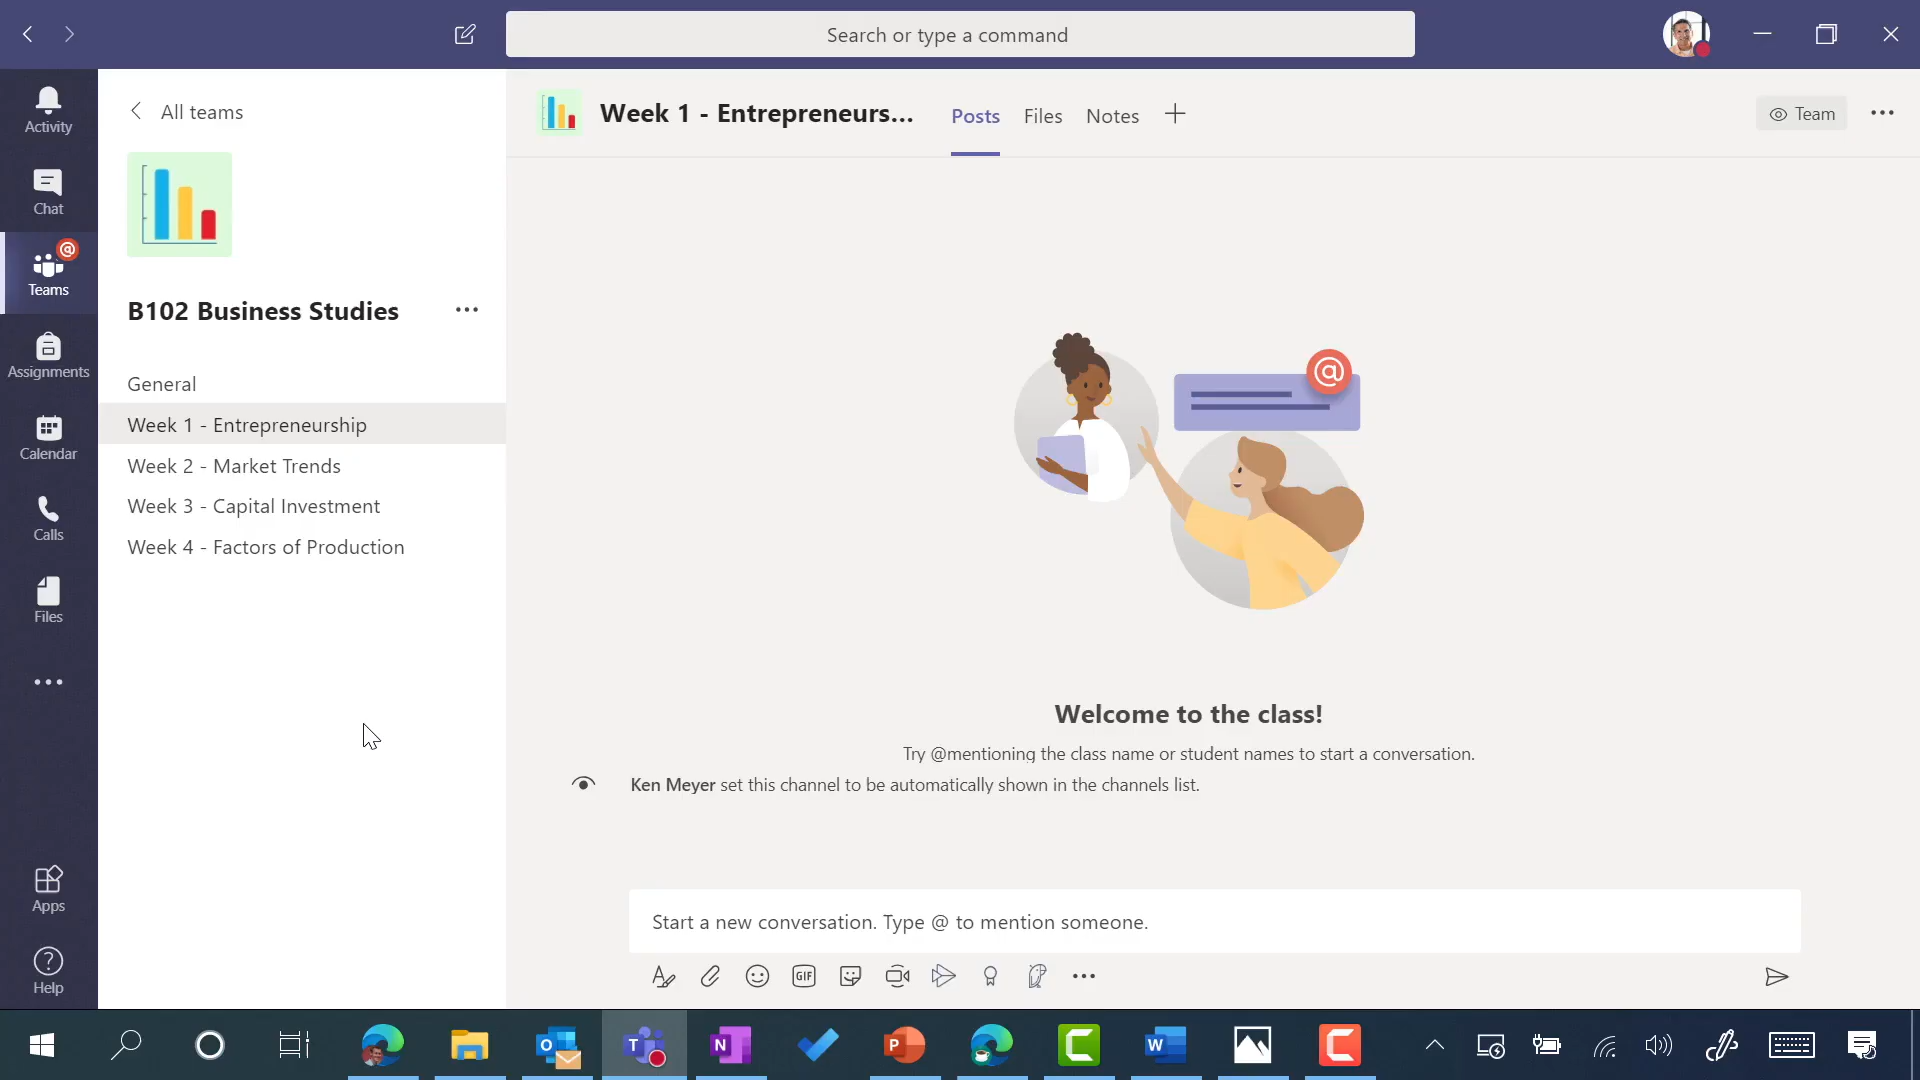 Search or type a command
Activity
Chat
@
Teams
Assignments
Calendar
Calls
Files
Apps
Help
All teams
B102 Business Studies
General
Week 1 - Entrepreneurship
Week 2 - Market Trends
Week 3 - Capital Investment
Week 4 - Factors of Production
Week 1 - Entrepreneurs...
Posts
Files
Notes
Team
@
Welcome to the class!
Try @mentioning the class name or student names to start a conversation.
Ken Meyer set this channel to be automatically shown in the channels list.
Start a new conversation. Type @ to mention someone.
GIF